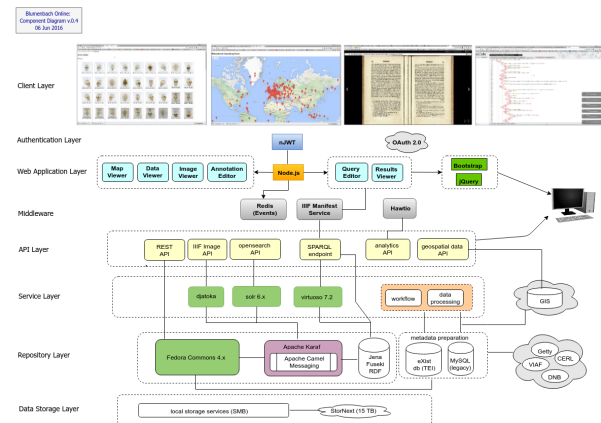 Blumenbach Online:
Component Diagram v.0.4
06 Jun 2016
Client Layer
Authentication Layer
nJWT
OAuth 2.0
Web Application Layer
Map
Viewer
Data
Viewer
Image
Viewer
Annotation
Editor
Node.js
Query
Editor
Results
Viewer
Bootstrap
jQuery
Middleware
Redis
(Events)
IIIF Manifest
Service
Hawtio
API Layer
REST
API
IIIF Image
API
opensearch
API
SPARQL
endpoint
analytics
API
geospatial data
API
Service Layer
djatoka
solr 6.x
virtuoso 7.2
workflow
data
processing
GIS
Repository Layer
Fedora Commons 4.x
Apache Karaf
Apache Camel
Messaging
Jena
Fuseki
RDF
metadata preparation
eXist
db (TEI)
MySQL
(legacy)
Getty
CERL
VIAF
DNB
Data Storage Layer
local storage services (SMB)
StorNext (15 TB)